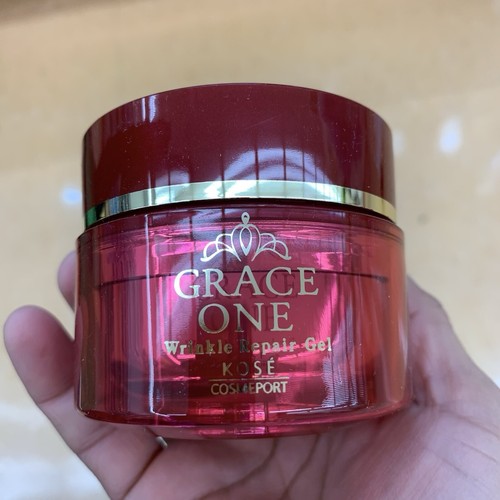 GRACE
ONE
Wrinkle Repair Gel
KOSÉ
COSMEPORT